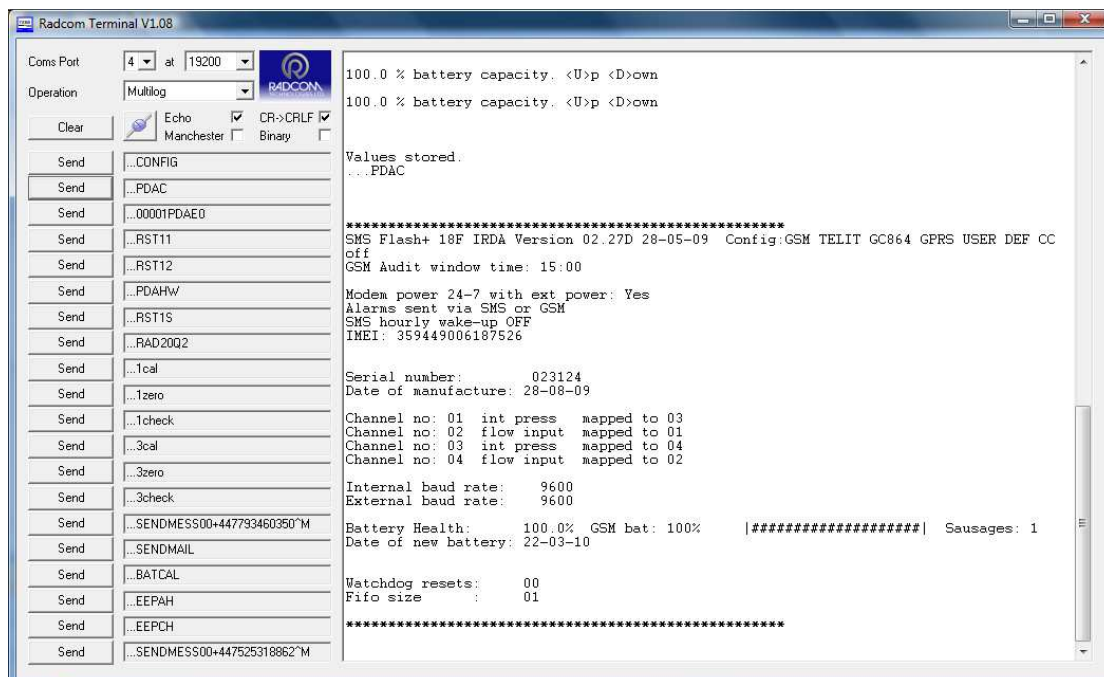 Radcom Terminal V1.08
Coms Port 4 at 19200
Operation Multilog
RADCOM
Clear Echo CR->CRLF
Manchester Binary
Send ...CONFIG
Send ...PDAC
Send ...00001PDAE0
Send ...RST11
Send ...RST12
Send ...PDAHW
Send ...RST1S
Send ...RAD20Q2
Send ...1cal
Send ...1zero
Send ...1check
Send ...3cal
Send ...3zero
Send ...3check
Send ...SENDMESS00+447793460350^M
Send ...SENDMAIL
Send ...BATCAL
Send ...EEPAH
Send ...EEPCH
Send ...SENDMESS00+447525318862^M
100.0 % battery capacity. <U>p <D>own
100.0 % battery capacity. <U>p <D>own
Values stored.
...PDAC
****************************************************
SMS Flash+ 18F IRDA Version 02.27D 28-05-09 Config:GSM TELIT GC864 GPRS USER DEF CC
off
GSM Audit window time: 15:00
Modem power 24-7 with ext power: Yes
Alarms sent via SMS or GSM
SMS hourly wake-up OFF
IMEI: 359449006187526
Serial number: 023124
Date of manufacture: 28-08-09
Channel no: 01 int press mapped to 03
Channel no: 02 flow input mapped to 01
Channel no: 03 int press mapped to 04
Channel no: 04 flow input mapped to 02
Internal baud rate: 9600
External baud rate: 9600
Battery Health: 100.0% GSM bat: 100% |####################| Sausages: 1
Date of new battery: 22-03-10
Watchdog resets: 00
Fifo size : 01
****************************************************